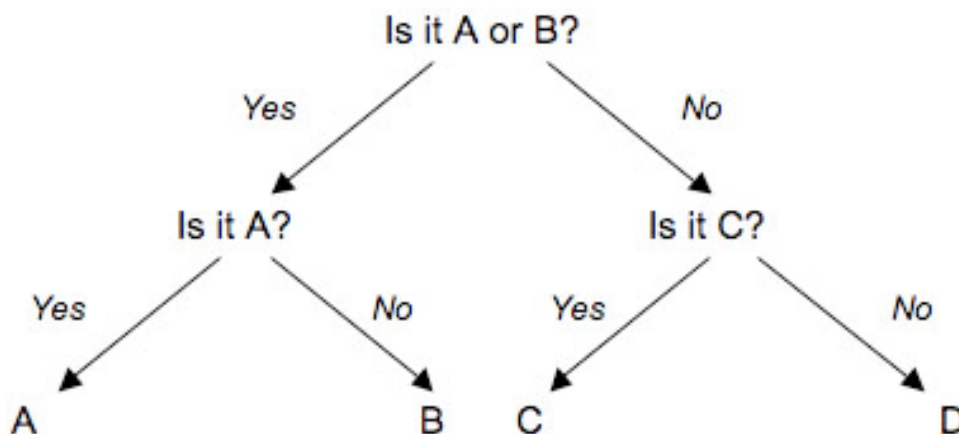 Is it A or B?
Yes
No
Is it A?
Is it C?
Yes
No
Yes
No
A
B
C
D